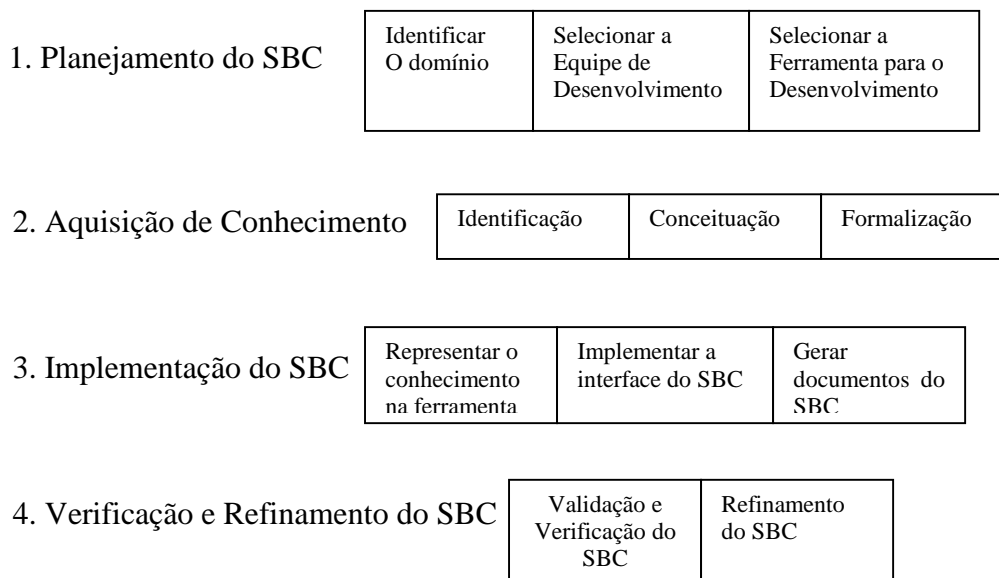 1. Planejamento do SBC
Identificar
O domínio
Selecionar a
Equipe de
Desenvolvimento
Selecionar a
Ferramenta para o
Desenvolvimento
2. Aquisição de Conhecimento
Identificação
Conceituação
Formalização
3. Implementação do SBC
Representar o
conhecimento
na ferramenta
Implementar a
interface do SBC
Gerar
documentos do
SBC
4. Verificação e Refinamento do SBC
Validação e
Verificação do
SBC
Refinamento
do SBC